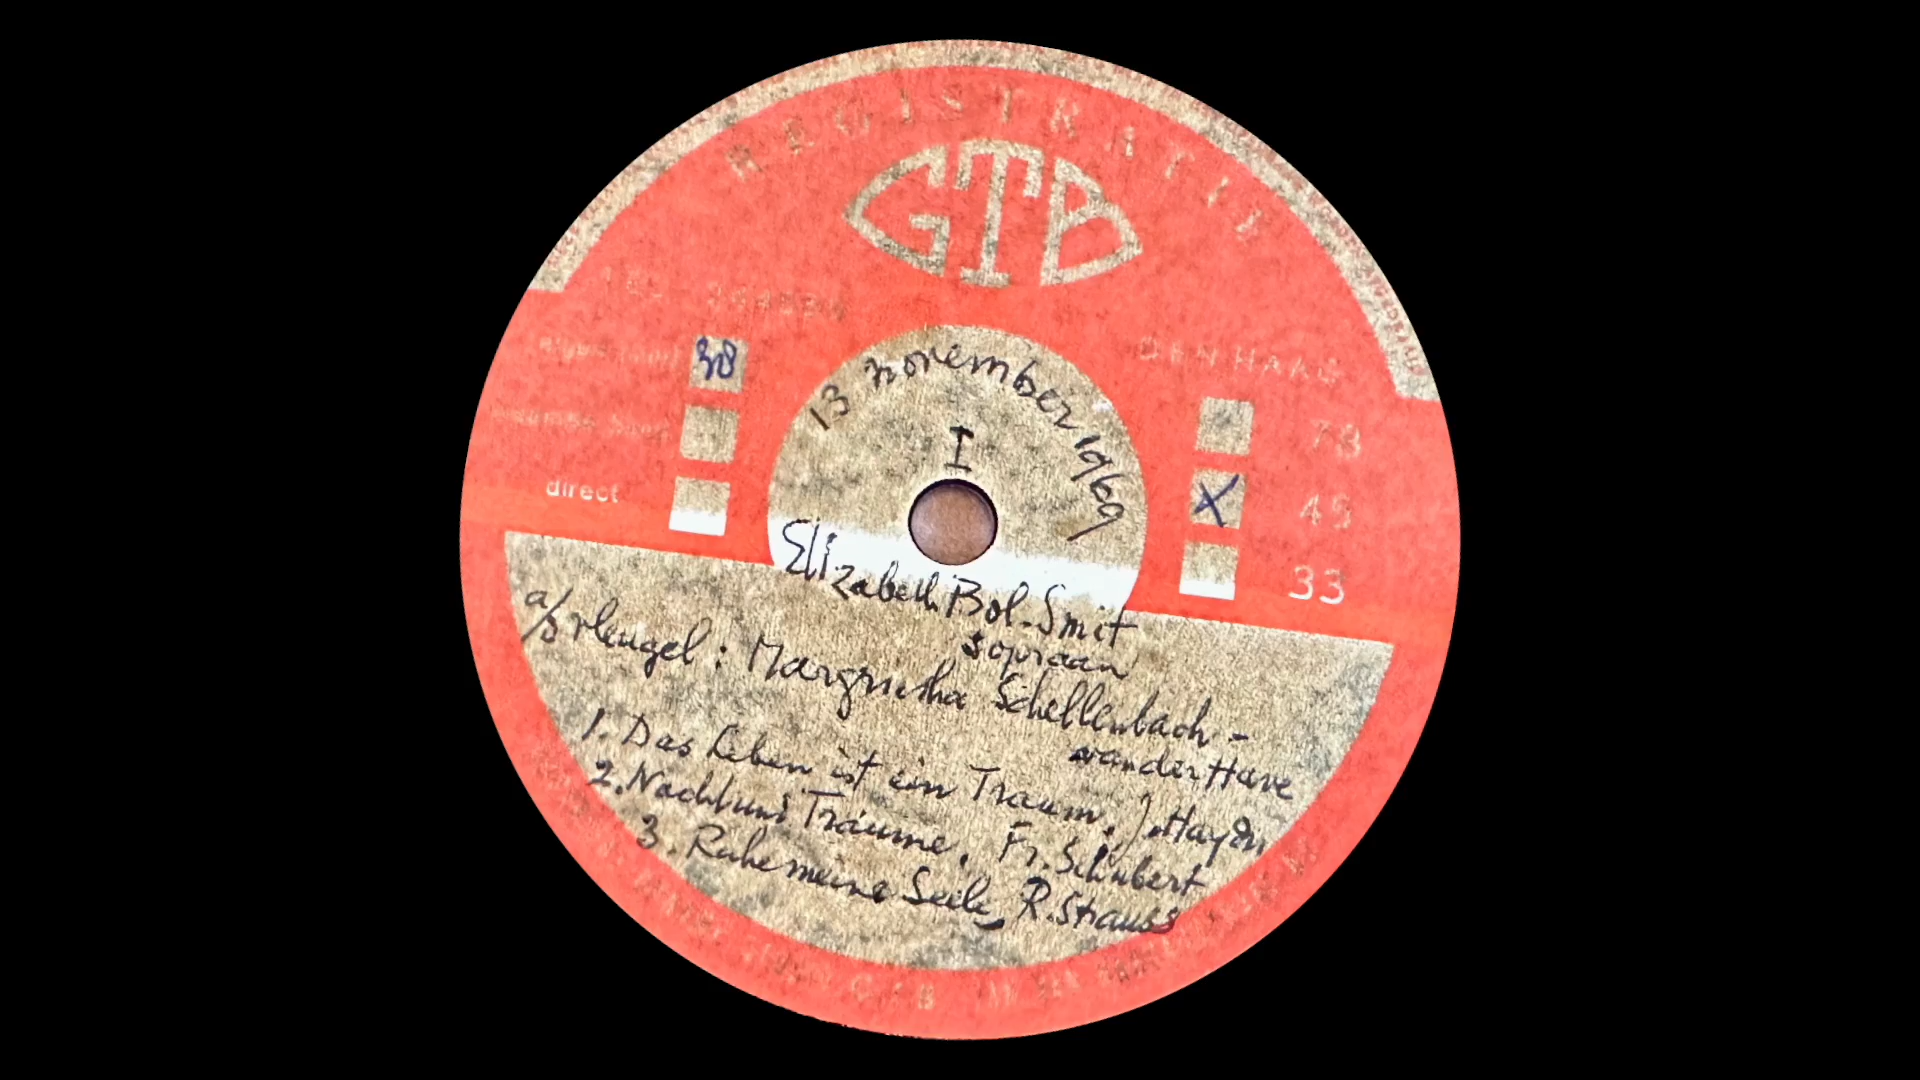 REGISTRATIE
GTB
DEN HAAG
38
78
X
45
direct
33
13 november 1969
I
Elizabeth Bol-Smit
sopraan
a/d vleugel: Margretha Schellenbach-
van der Have
1. Das Leben ist ein Traum, J. Haydn
2. Nacht und Träume, Fr. Schubert
3. Ruhe meine Seele, R. Strauss